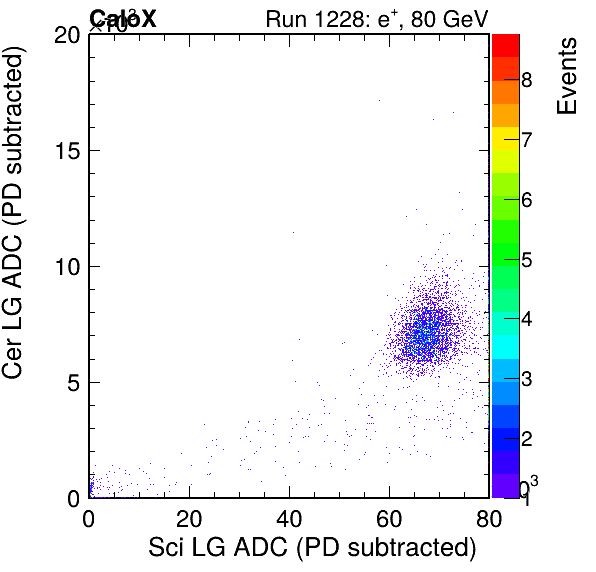 CaloX
×10³
Run 1228: e⁺, 80 GeV
Events
Cer LG ADC (PD subtracted)
20
15
10
5
0
8
7
6
5
4
3
2
1
0 20 40 60 80
Sci LG ADC (PD subtracted)